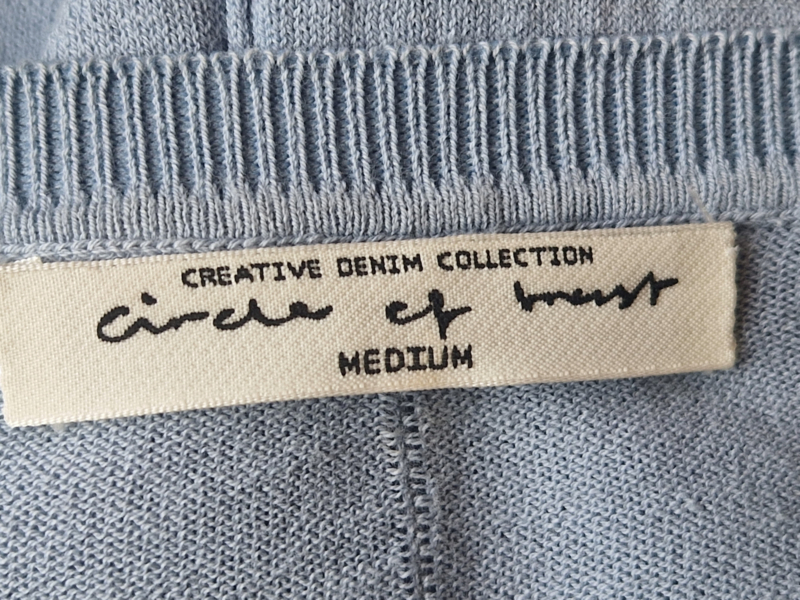 CREATIVE DENIM COLLECTION
circle of trust
MEDIUM